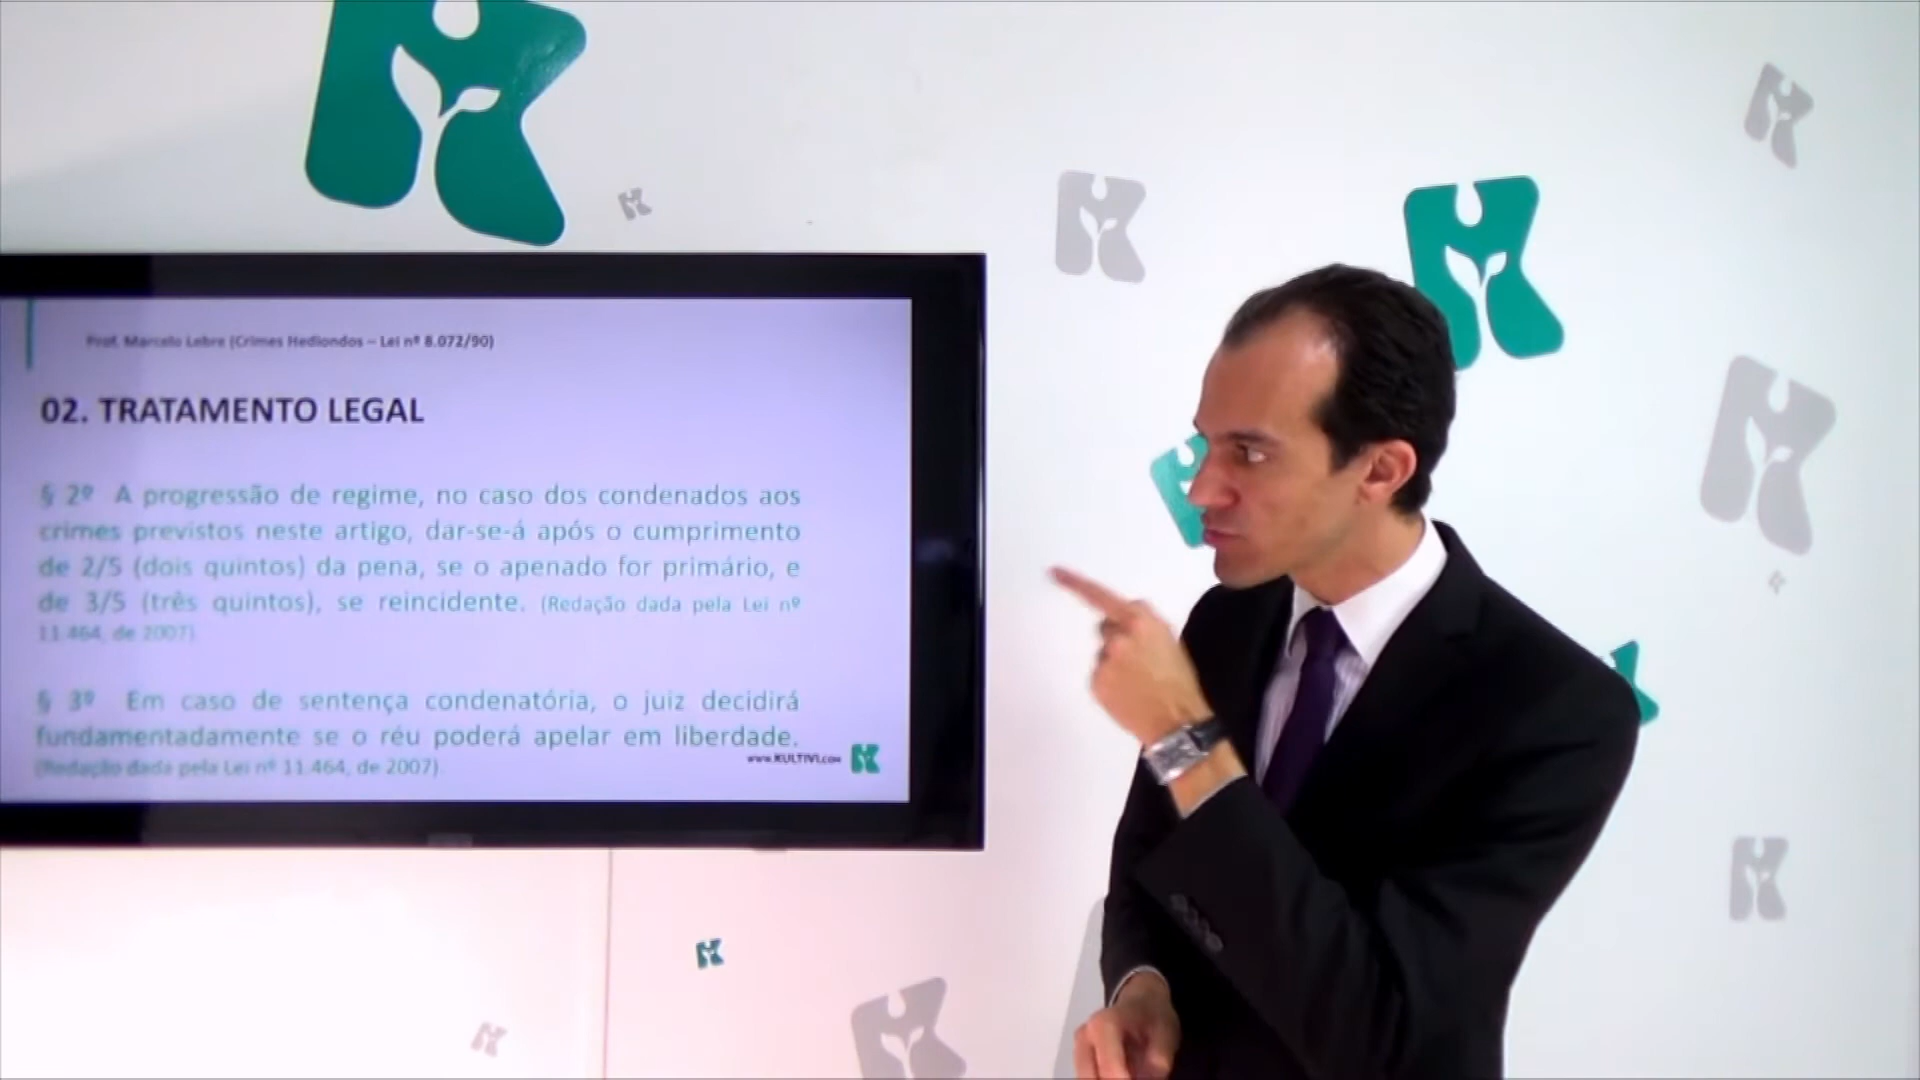 Prof. Marcelo Lebre (Crimes Hediondos – Lei nº 8.072/90)
02. TRATAMENTO LEGAL
§ 2º A progressão de regime, no caso dos condenados aos
crimes previstos neste artigo, dar-se-á após o cumprimento
de 2/5 (dois quintos) da pena, se o apenado for primário, e
de 3/5 (três quintos), se reincidente. (Redação dada pela Lei nº
11.464, de 2007)
§ 3º Em caso de sentença condenatória, o juiz decidirá
fundamentadamente se o réu poderá apelar em liberdade.
(Redação dada pela Lei nº 11.464, de 2007)
www.KULTIVI.com